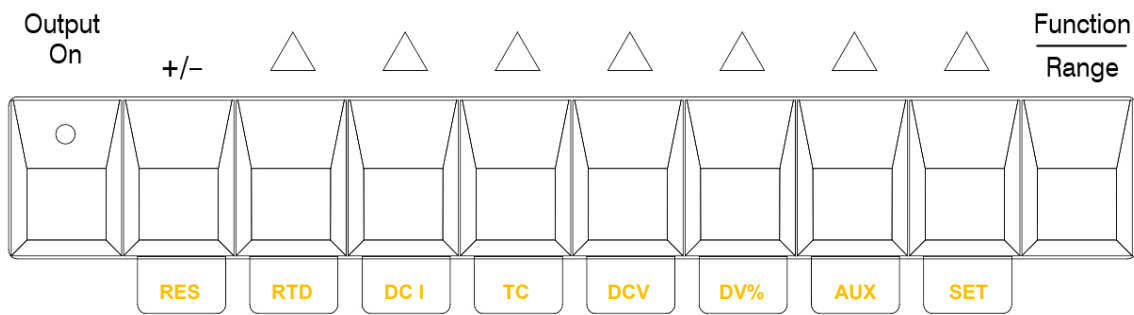 Output
On
+/−
Function
Range
RES RTD DC I TC DCV DV% AUX SET